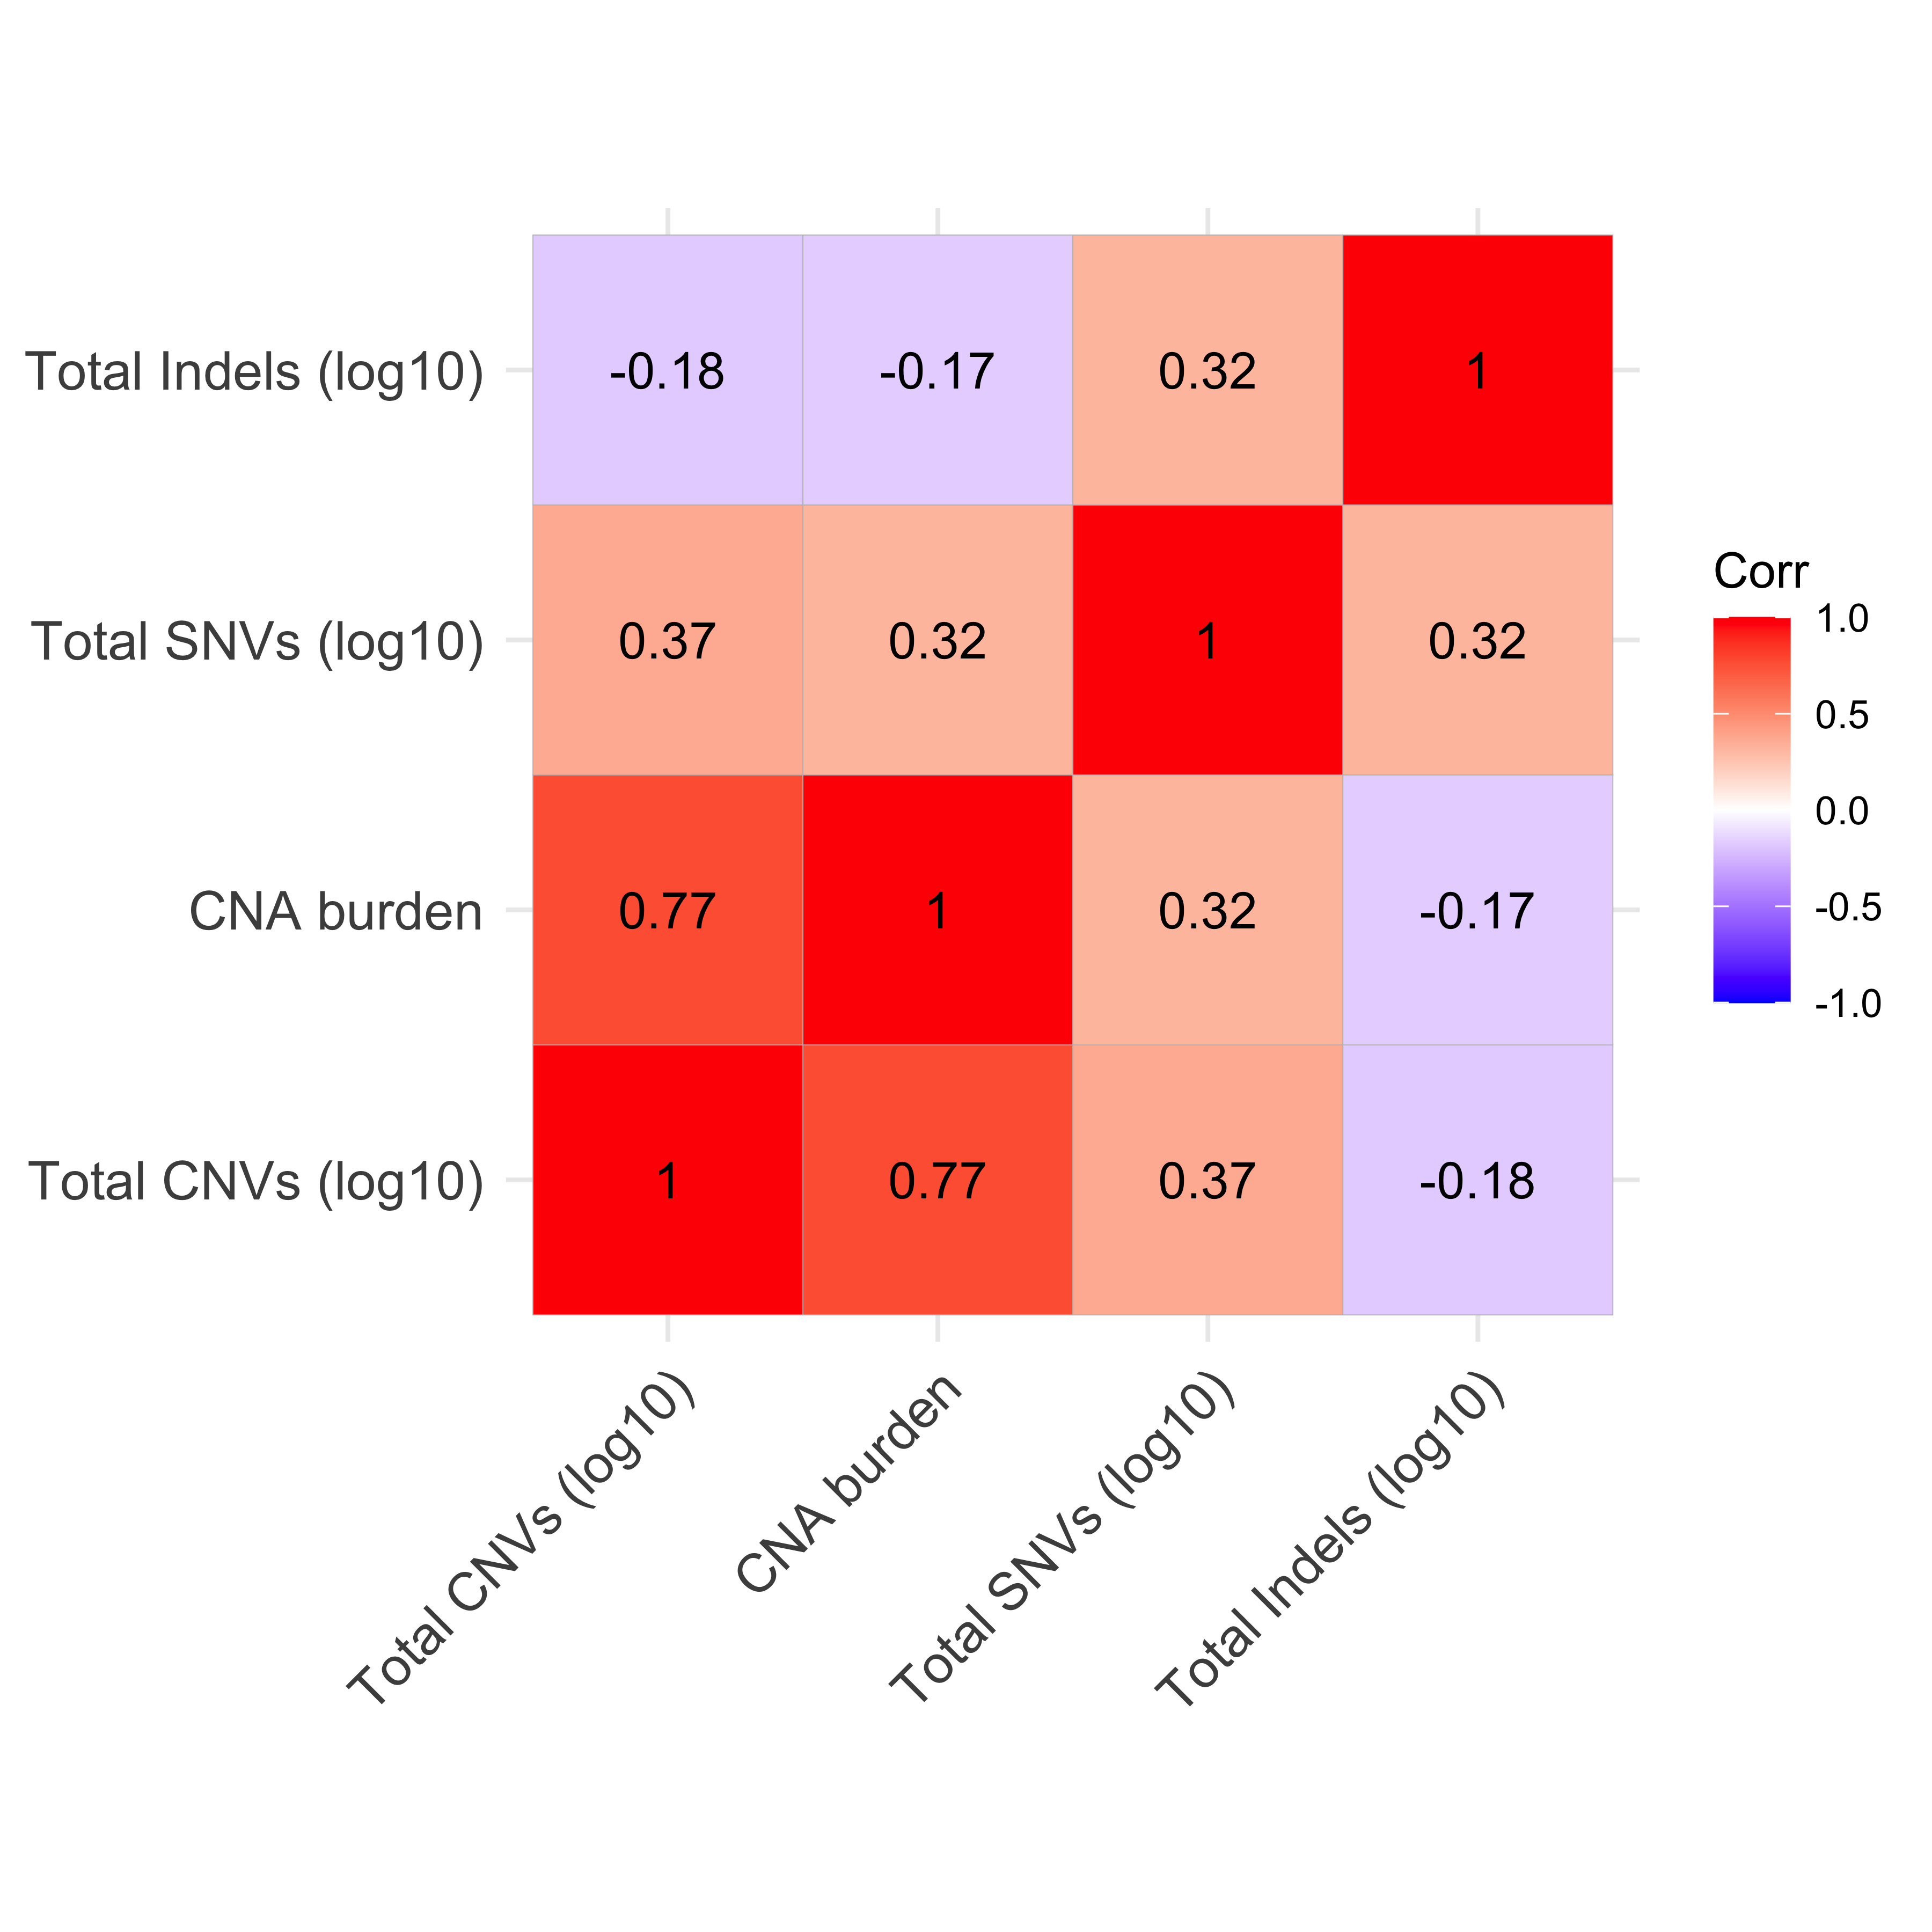 Total Indels (log10) -0.18 -0.17 0.32 1
Total SNVs (log10) 0.37 0.32 1 0.32
CNA burden 0.77 1 0.32 -0.17
Total CNVs (log10) 1 0.77 0.37 -0.18
Total CNVs (log10)
CNA burden
Total SNVs (log10)
Total Indels (log10)
Corr
1.0
0.5
0.0
-0.5
-1.0